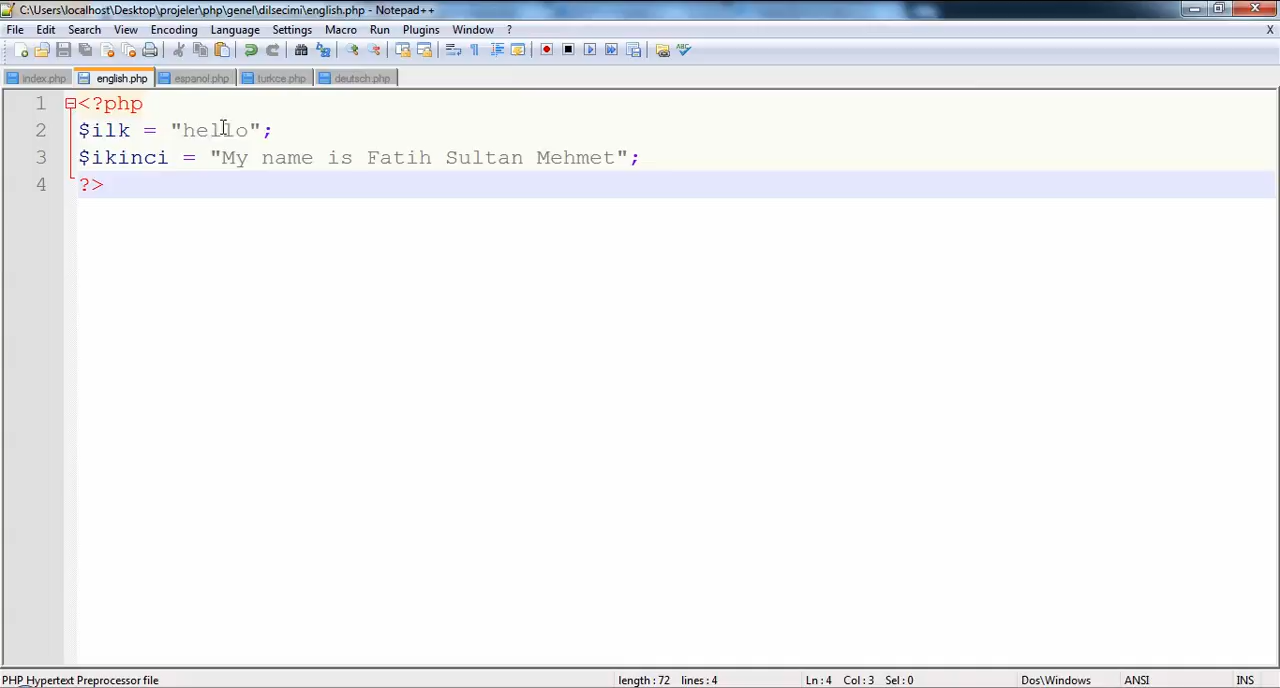 C:\Users\localhost\Desktop\projeler\php\genel\dilsecimi\english.php - Notepad++
File Edit Search View Encoding Language Settings Macro Run Plugins Window ? X
index.php english.php espanol.php turkce.php deutsch.php
1 <?php
2 $ilk = "hello";
3 $ikinci = "My name is Fatih Sultan Mehmet";
4 ?>
PHP Hypertext Preprocessor file length:72 lines:4 Ln:4 Col:3 Sel:0 Dos\Windows ANSI INS